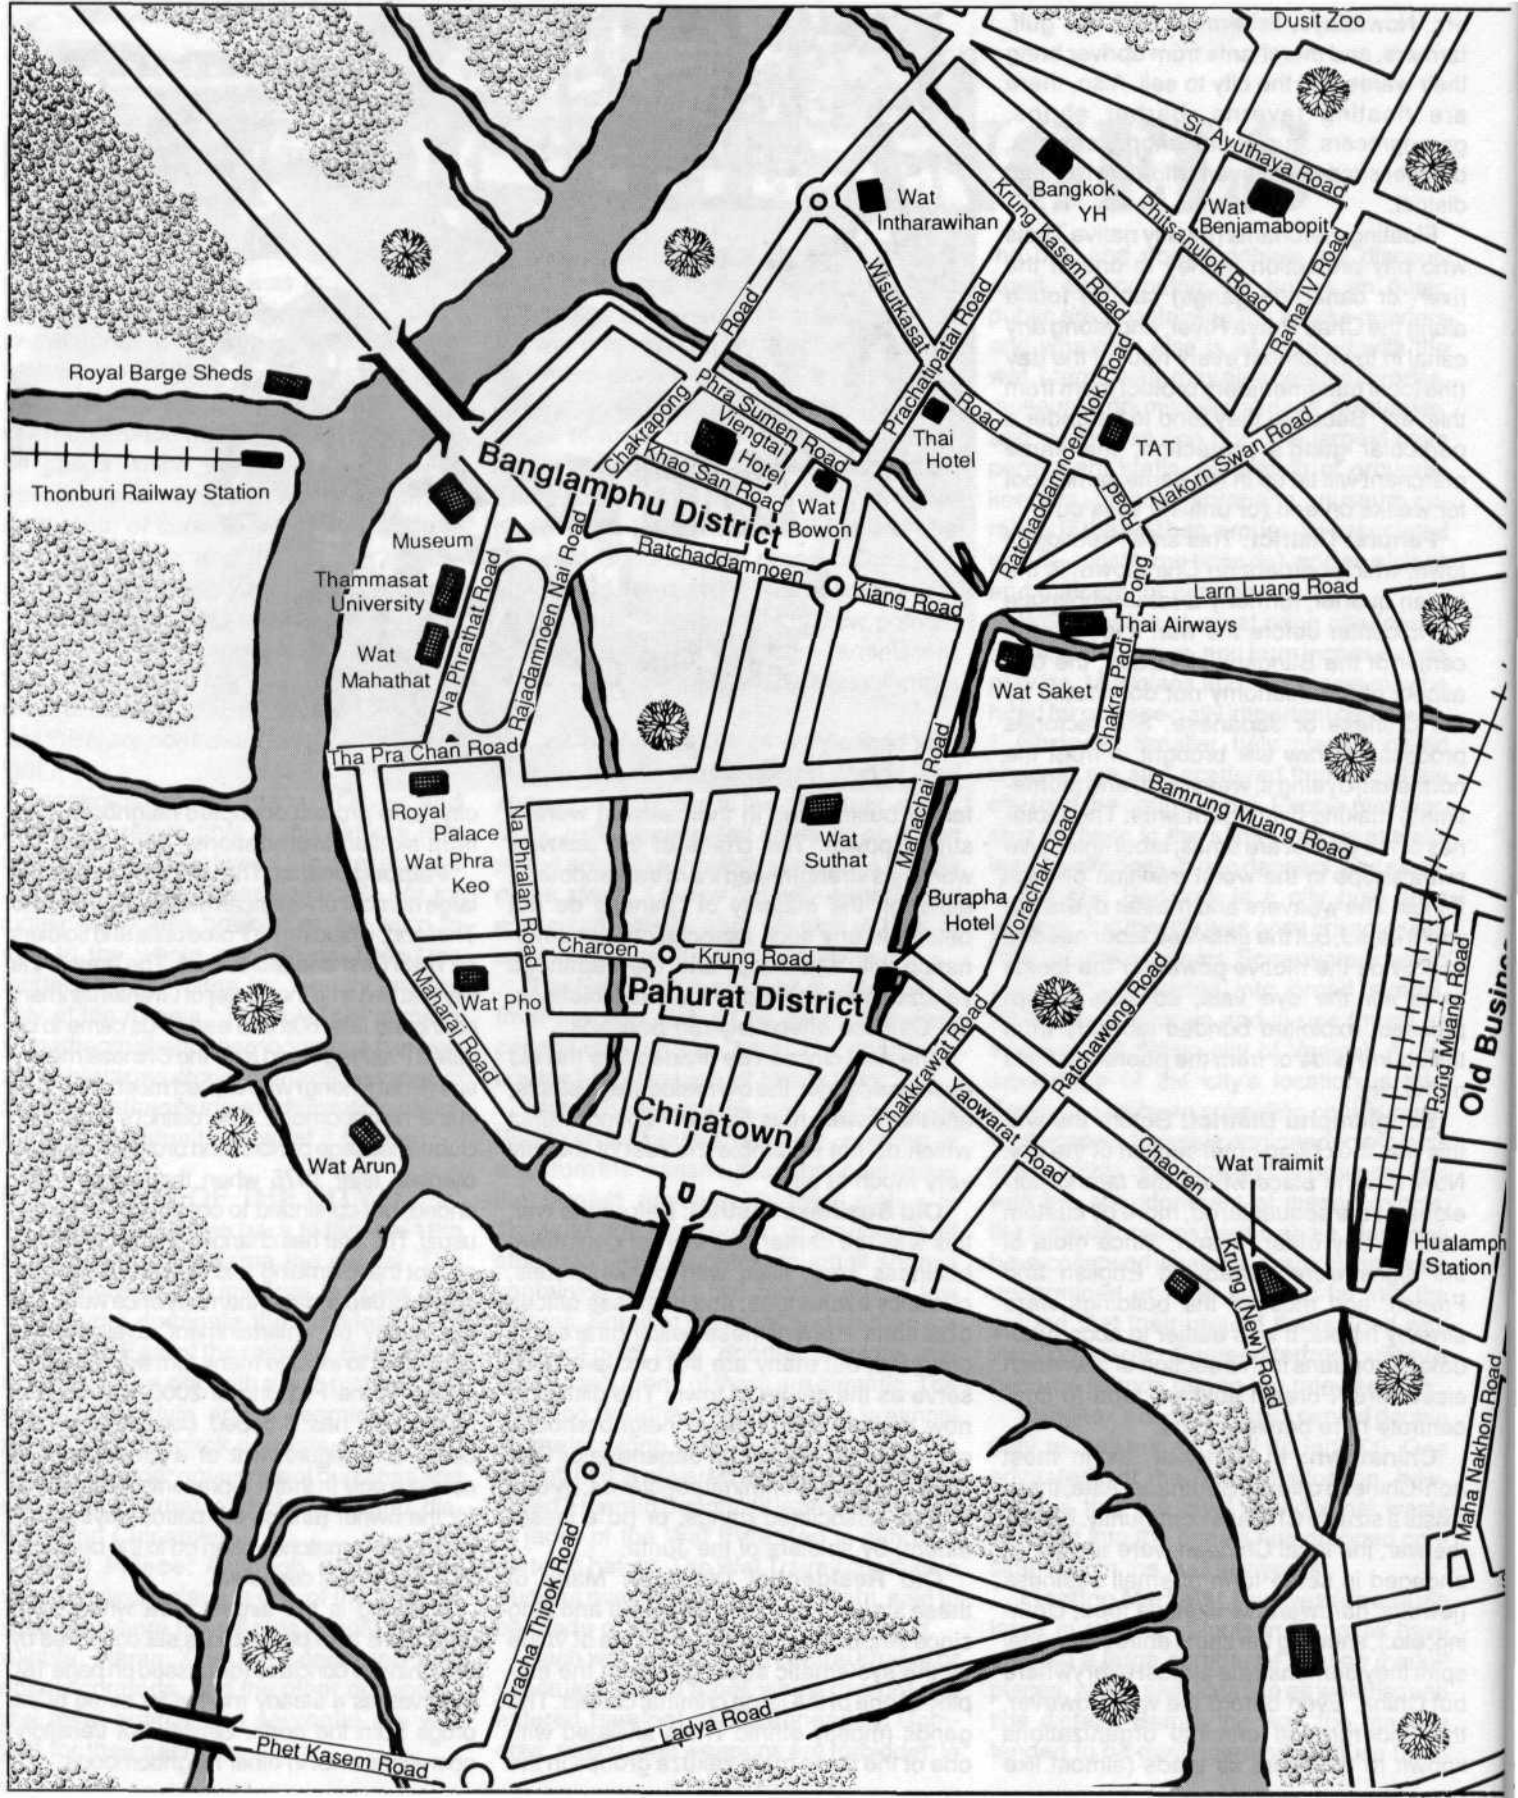 Dusit Zoo
Si Ayuthaya Road
Bangkok
YH
Wat
Intharawihan
Wat
Benjamabopit
Krung Kasem Road
Phitsanulok Road
Rama IV Road
Wisutkasat
Road
Prachatipatai Road
Road
Royal Barge Sheds
Phra Sumen Road
Chakrapong
Viengtai
Hotel
Khao San Road
Thai
Hotel
Ratchaddamnoen Nok Road
TAT
Nakorn Swan Road
Road
Thonburi Railway Station
Banglamphu District
Wat
Bowon
Museum
Ratchaddamnoen
Kiang Road
Pong
Larn Luang Road
Thammasat
University
Na Phrathat Road
Rajadamnoen Nai Road
Thai Airways
Wat
Mahathat
Wat Saket
Chakra Padi
Tha Pra Chan Road
Mahachai Road
Bamrung Muang Road
Royal
Palace
Wat Phra
Keo
Na Phralan Road
Wat
Suthat
Burapha
Hotel
Vorachak Road
Charoen
Krung Road
Maharaj Road
Wat Pho
Pahurat District
Chakkrawat Road
Ratchawong Road
Rong Muang Road
Old Busines
Chinatown
Yaowarat
Road
Chaoren
Wat Arun
Wat Traimit
Krung (New) Road
Hualamph
Station
Maha Nakhon Road
Pracha Thipok Road
Ladya Road
Phet Kasem Road